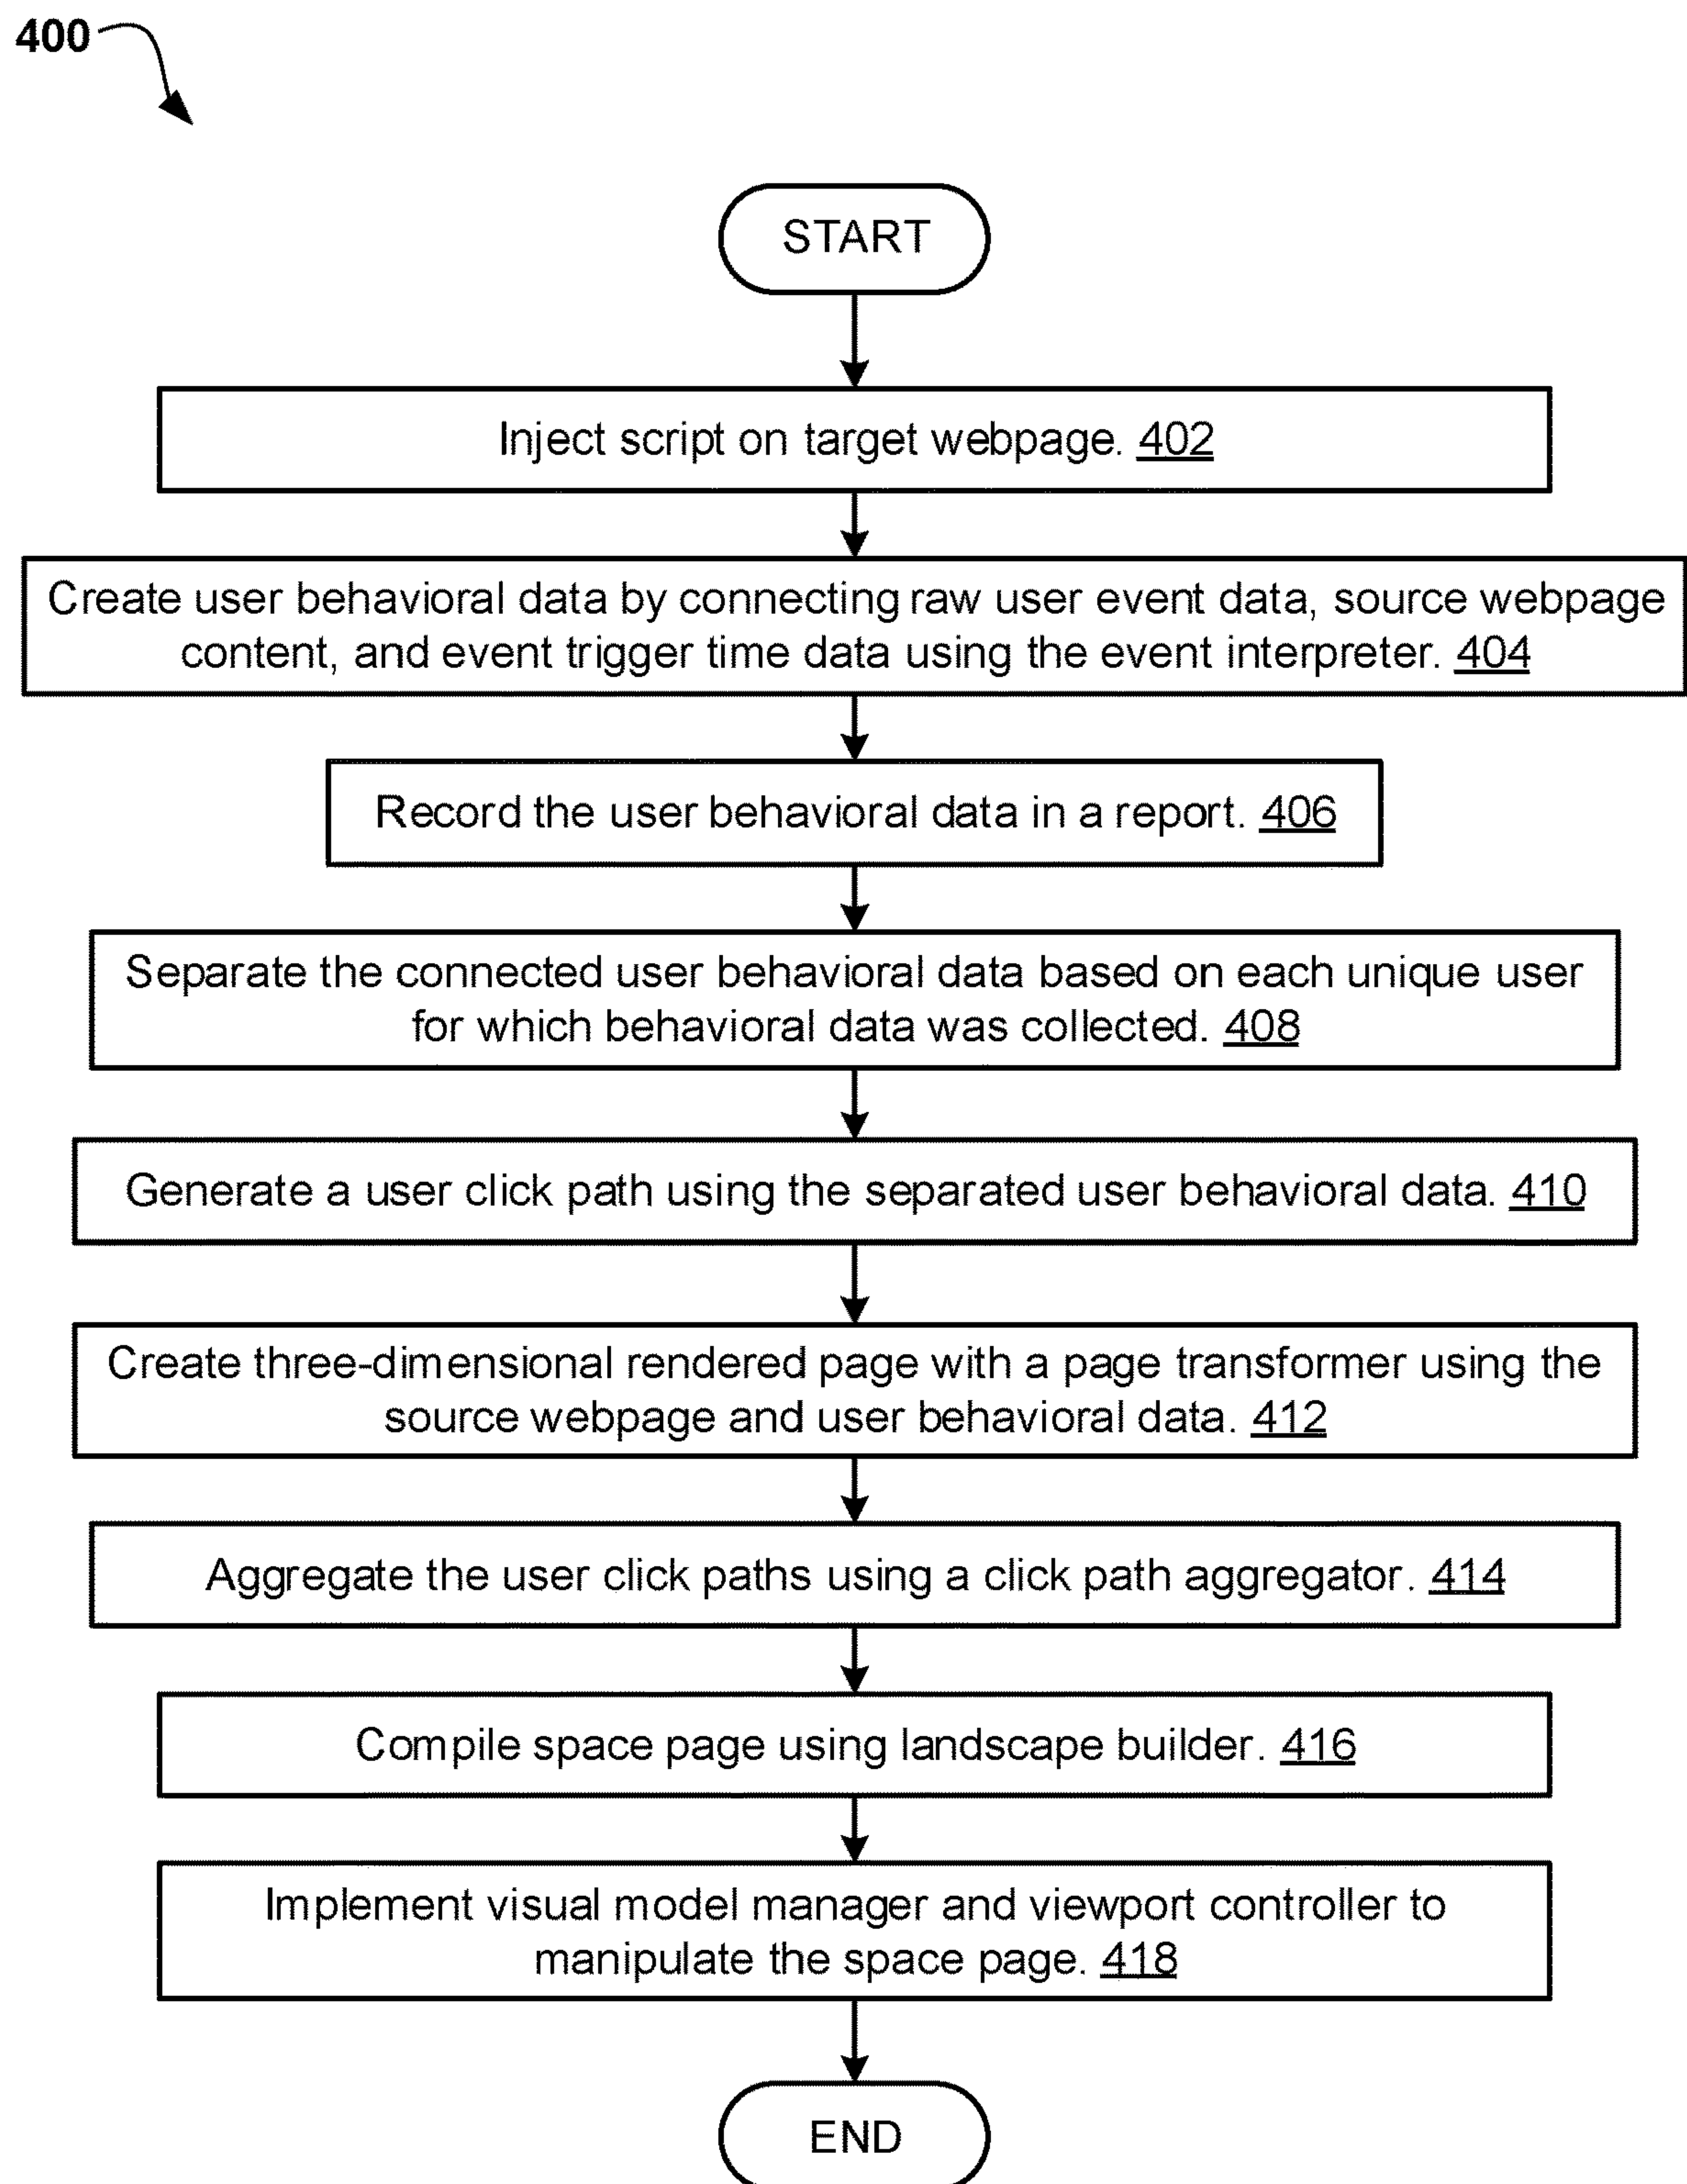 400
START
Inject script on target webpage. 402
Create user behavioral data by connecting raw user event data, source webpage
content, and event trigger time data using the event interpreter. 404
Record the user behavioral data in a report. 406
Separate the connected user behavioral data based on each unique user
for which behavioral data was collected. 408
Generate a user click path using the separated user behavioral data. 410
Create three-dimensional rendered page with a page transformer using the
source webpage and user behavioral data. 412
Aggregate the user click paths using a click path aggregator. 414
Compile space page using landscape builder. 416
Implement visual model manager and viewport controller to
manipulate the space page. 418
END